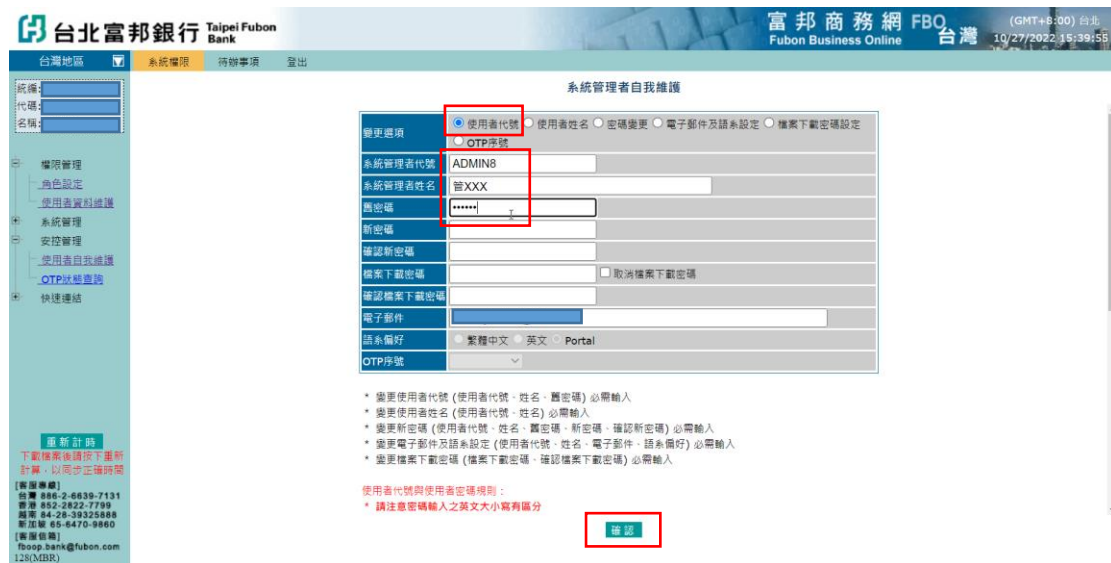 台北富邦銀行 Taipei Fubon Bank
富邦商務網 FBO 台灣
Fubon Business Online
(GMT+8:00) 台北
10/27/2022 15:39:55
台灣地區
系統權限 待辦事項 登出
統編:
代碼:
名稱:
權限管理
角色設定
使用者資料維護
系統管理
安控管理
使用者自我維護
OTP狀態查詢
快速連結
重新計時
下載檔案後請按下重新
計算，以同步正確時間
[客服專線]
台灣 886-2-6639-7131
香港 852-2822-7799
越南 84-28-39325888
新加坡 65-6470-9860
[客服信箱]
fboop.bank@fubon.com
128(MBR)
系統管理者自我維護
變更選項 使用者代號 使用者姓名 密碼變更 電子郵件及語系設定 檔案下載密碼設定
OTP序號
系統管理者代號 ADMIN8
系統管理者姓名 管XXX
舊密碼 ••••••
新密碼
確認新密碼
檔案下載密碼 取消檔案下載密碼
確認檔案下載密碼
電子郵件
語系偏好 繁體中文 英文 Portal
OTP序號
* 變更使用者代號 (使用者代號、姓名、舊密碼) 必需輸入
* 變更使用者姓名 (使用者代號、姓名) 必需輸入
* 變更新密碼 (使用者代號、姓名、舊密碼、新密碼、確認新密碼) 必需輸入
* 變更電子郵件及語系設定 (使用者代號、姓名、電子郵件、語系偏好) 必需輸入
* 變更檔案下載密碼 (檔案下載密碼、確認檔案下載密碼) 必需輸入
使用者代號與使用者密碼規則：
* 請注意密碼輸入之英文大小寫有區分
確認